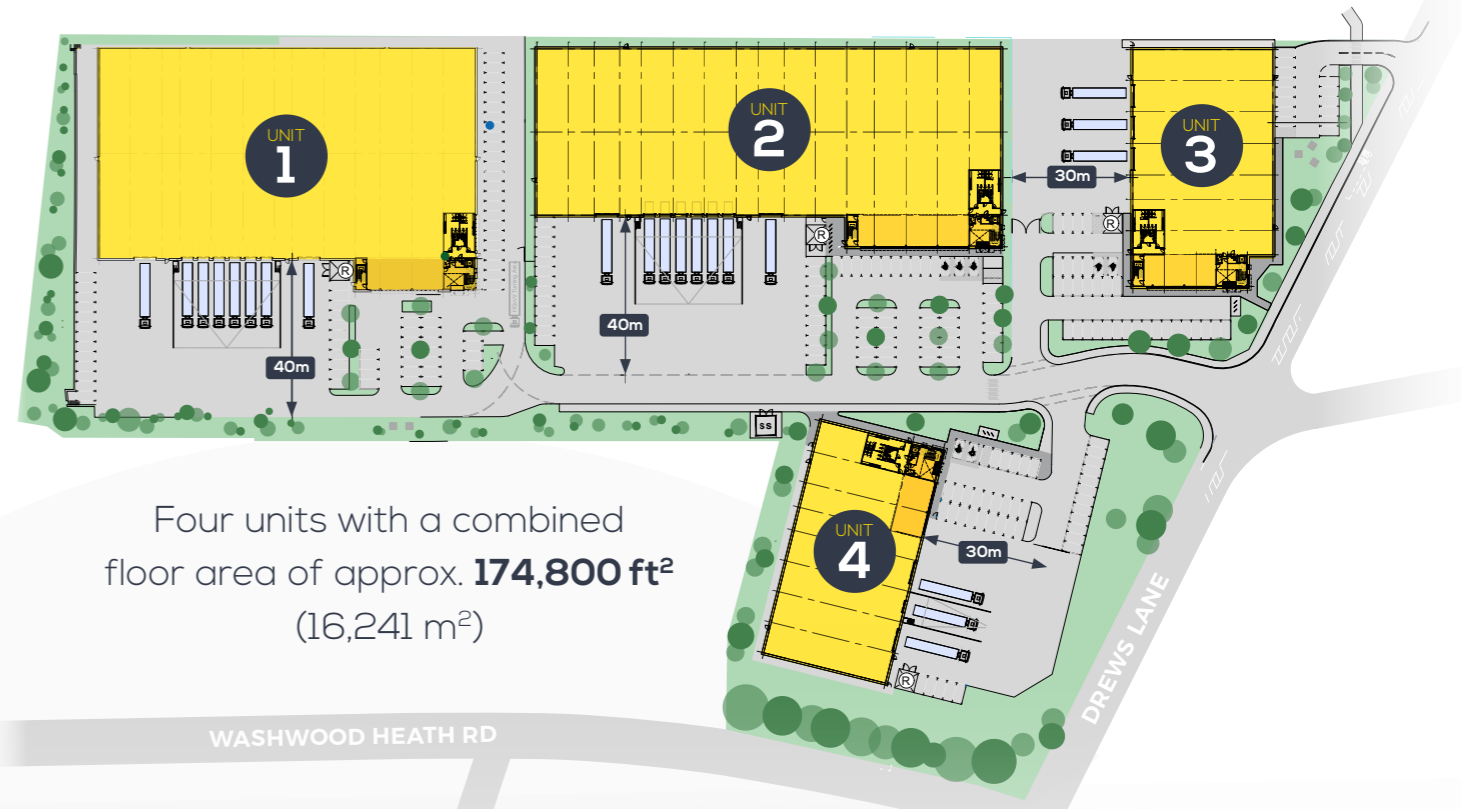 UNIT
1
UNIT
2
UNIT
3
30m
R
R
R
40m
40m
SS
UNIT
4
30m
R
Four units with a combined
floor area of approx. 174,800 ft²
(16,241 m²)
DREWS LANE
WASHWOOD HEATH RD